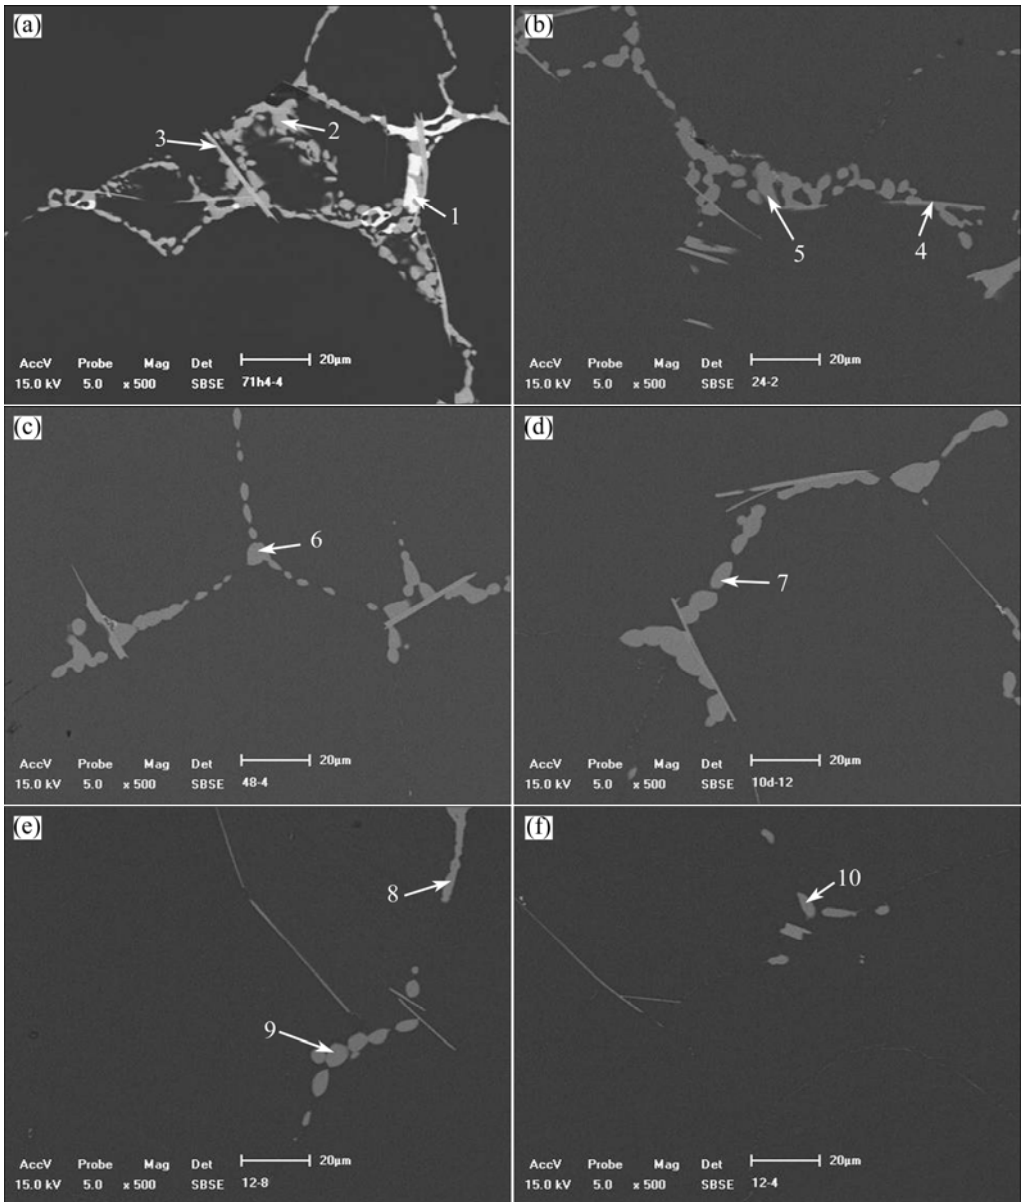 (a)
3
2
1
AccV Probe Mag Det 20μm
15.0 kV 5.0 x 500 SBSE 71h4-4
(b)
5
4
AccV Probe Mag Det 20μm
15.0 kV 5.0 x 500 SBSE 24-2
(c)
6
AccV Probe Mag Det 20μm
15.0 kV 5.0 x 500 SBSE 48-4
(d)
7
AccV Probe Mag Det 20μm
15.0 kV 5.0 x 500 SBSE 10d-12
(e)
8
9
AccV Probe Mag Det 20μm
15.0 kV 5.0 x 500 SBSE 12-8
(f)
10
AccV Probe Mag Det 20μm
15.0 kV 5.0 x 500 SBSE 12-4